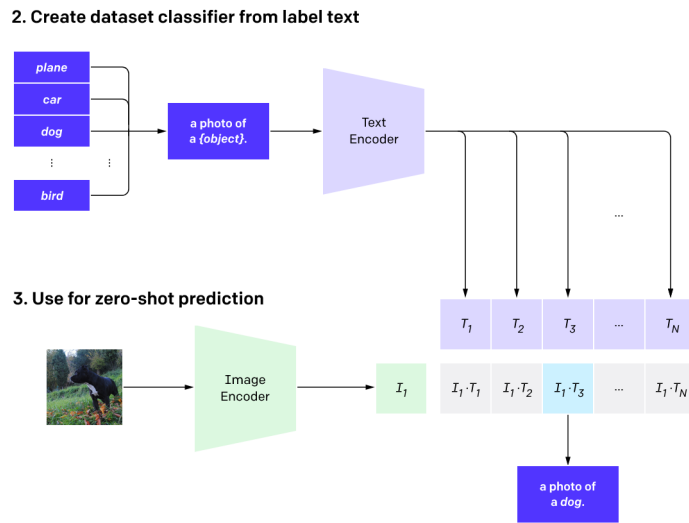 2. Create dataset classifier from label text
plane
car
dog
⋮ ⋮
bird
a photo of
a {object}.
Text
Encoder
...
3. Use for zero-shot prediction
T1 T2 T3 ... TN
Image
Encoder
I1
I1·T1 I1·T2 I1·T3 ... I1·TN
a photo of
a dog.